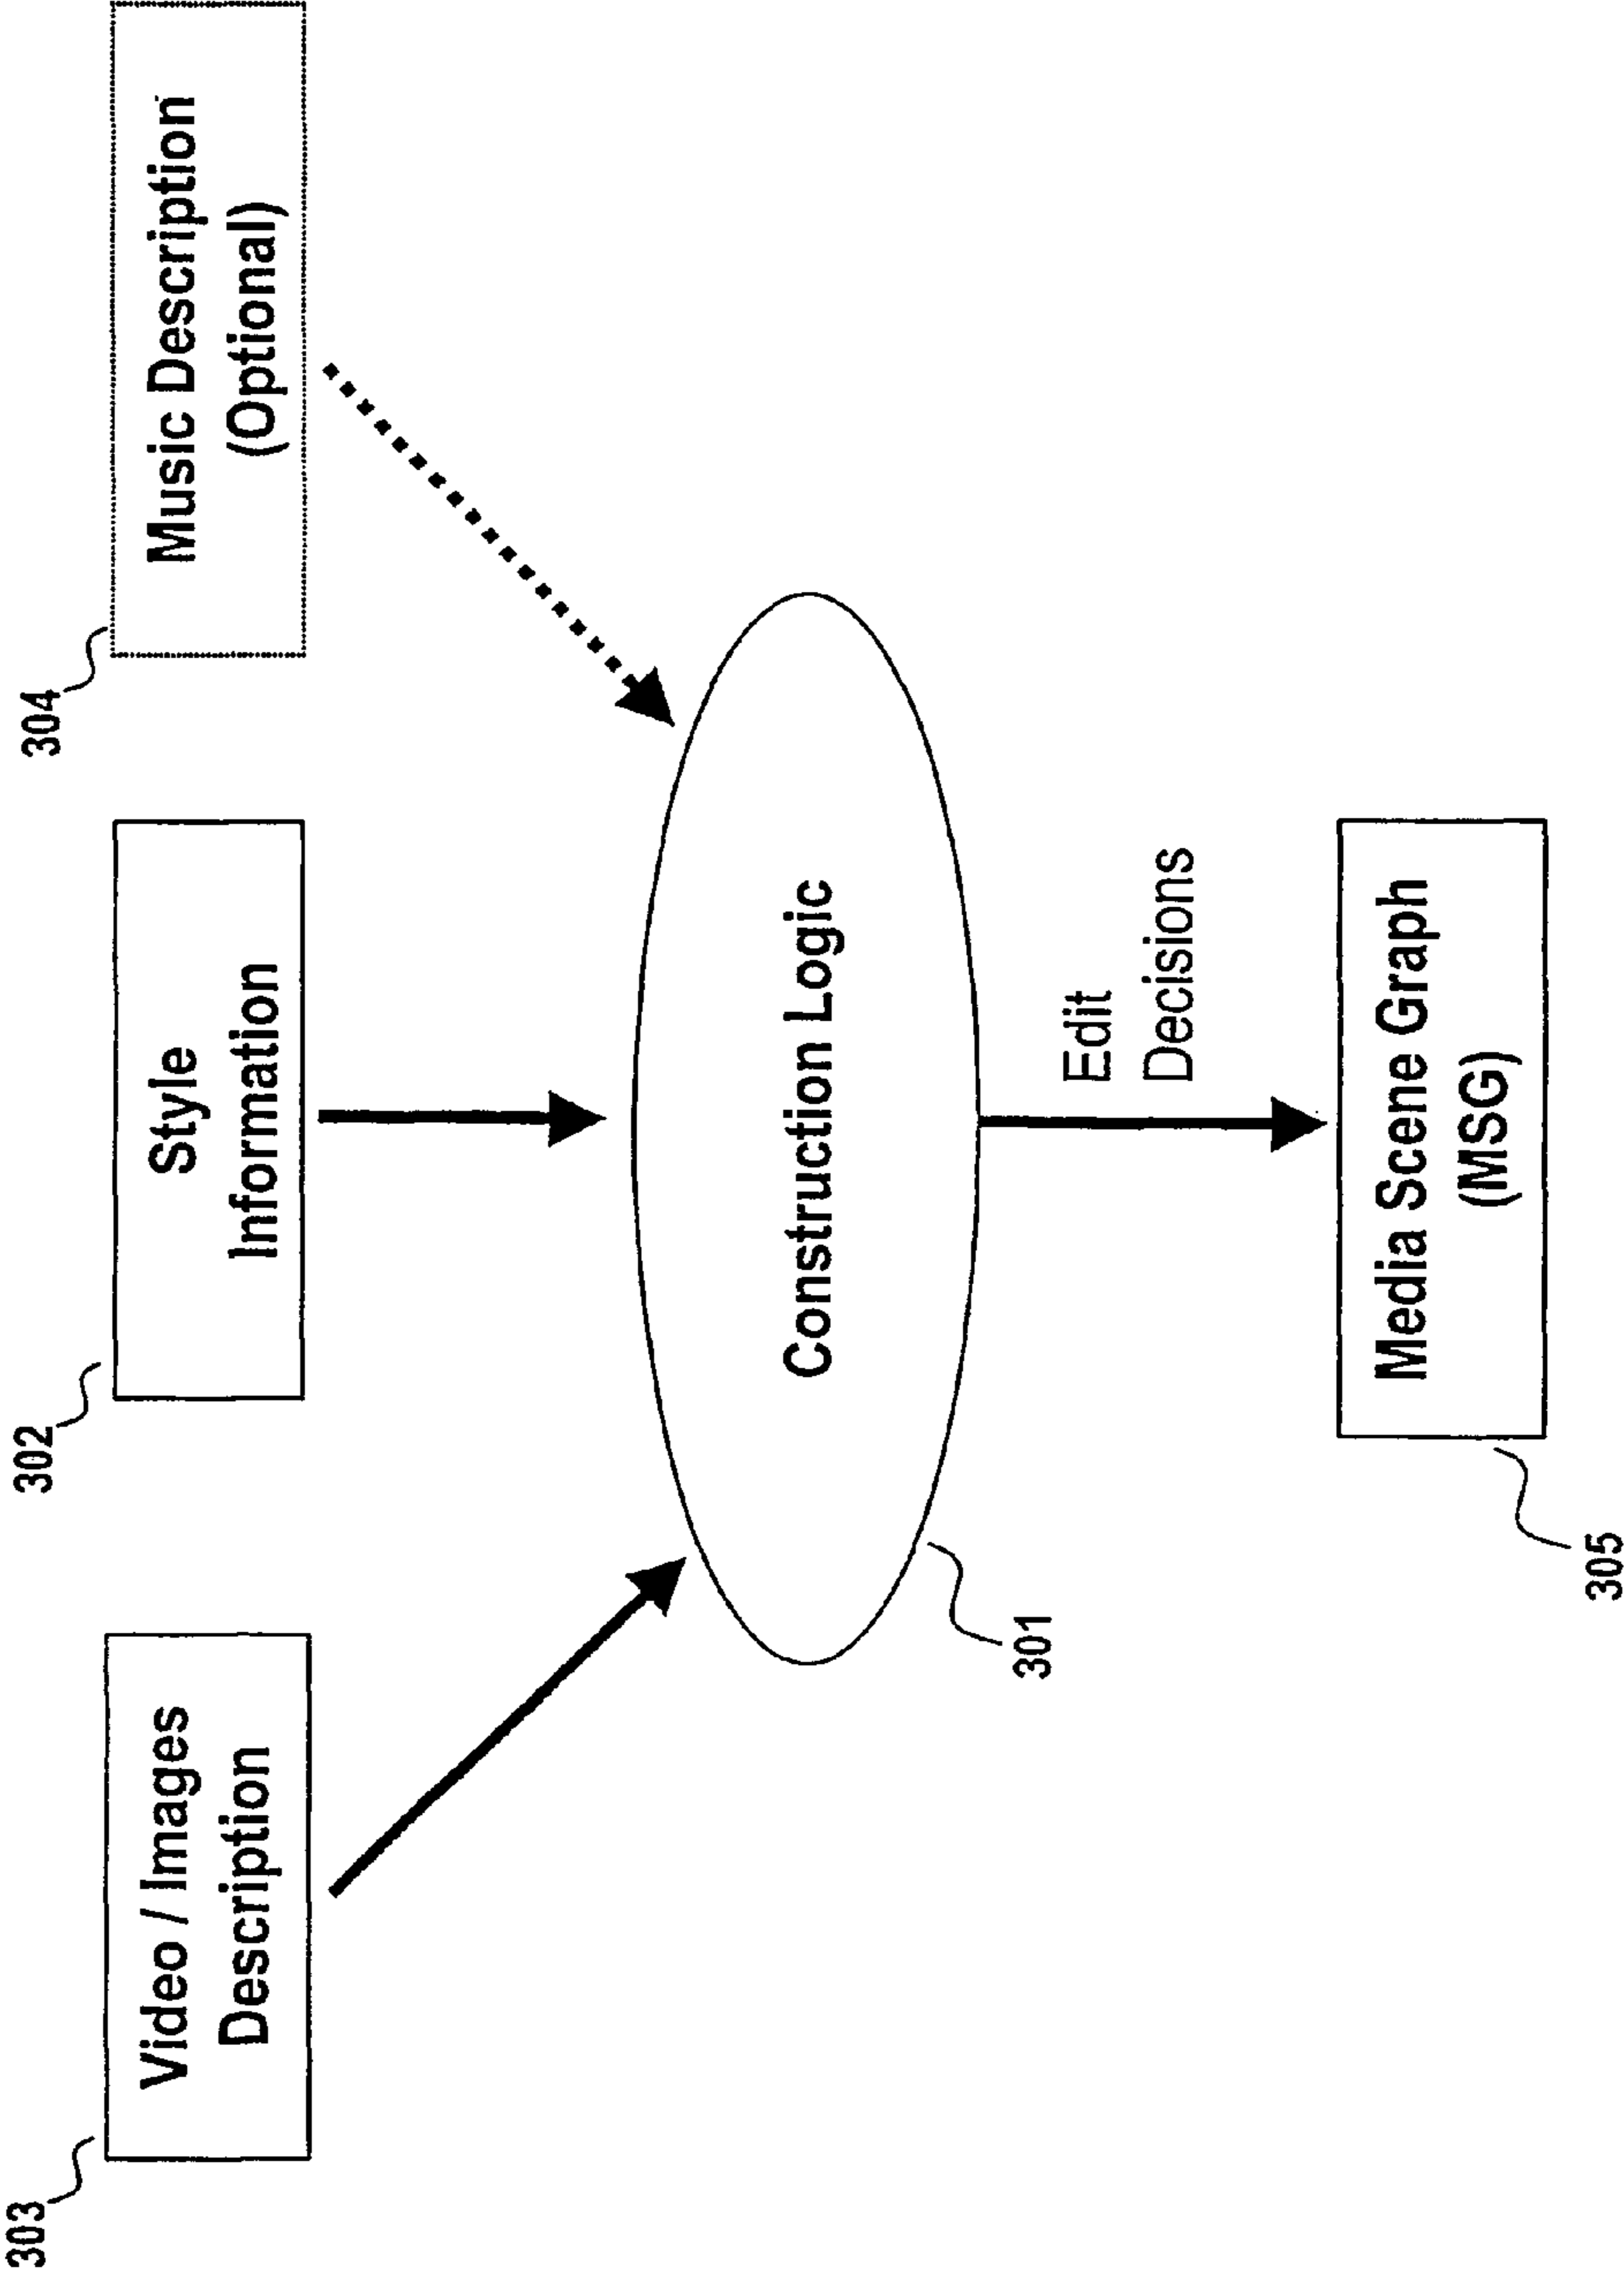 303
Video / Images
Description
302
Style
Information
304
Music Description
(Optional)
Construction Logic
301
Edit
Decisions
Media Scene Graph
(MSG)
305